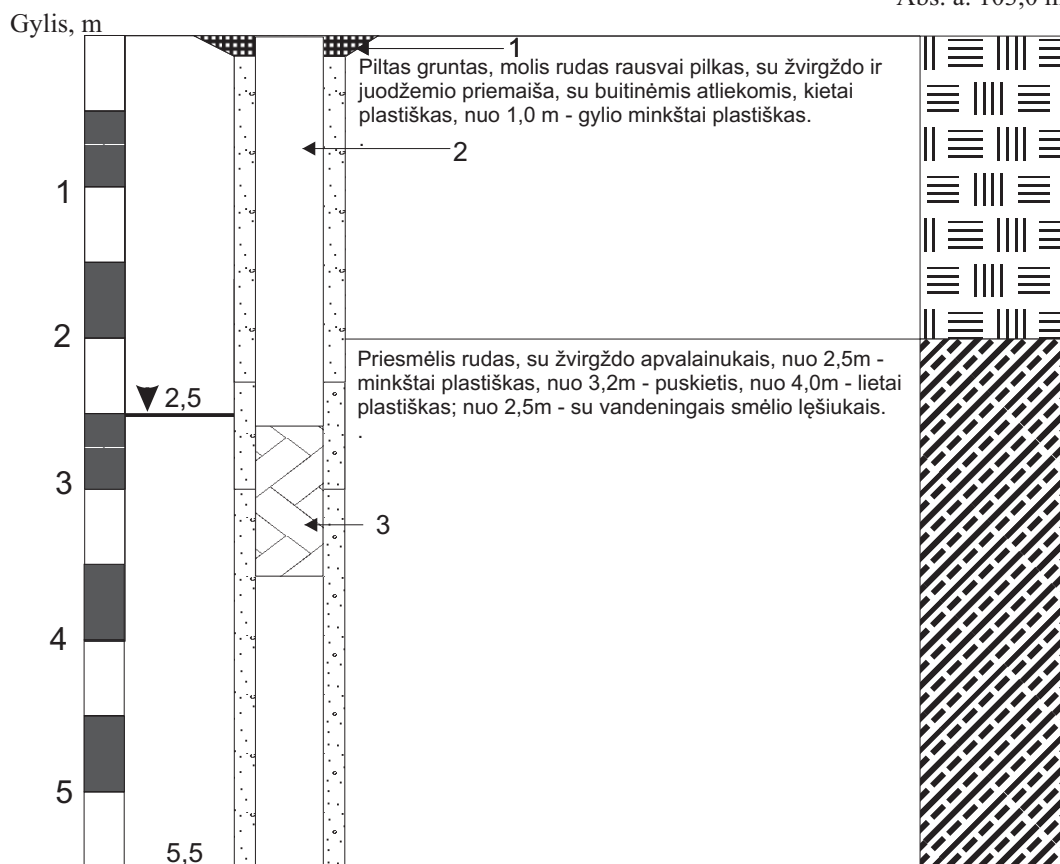 Abs. a. 105,0 m
Gylis, m
1
Piltas gruntas, molis rudas rausvai pilkas, su žvirgždo ir
juodžemio priemaiša, su buitinėmis atliekomis, kietai
plastiškas, nuo 1,0 m - gylio minkštai plastiškas.
.
2
1
2
Priesmėlis rudas, su žvirgždo apvalainukais, nuo 2,5m -
minkštai plastiškas, nuo 3,2m - puskietis, nuo 4,0m - lietai
plastiškas; nuo 2,5m - su vandeningais smėlio lęšiukais.
.
2,5
3
3
4
5
5,5